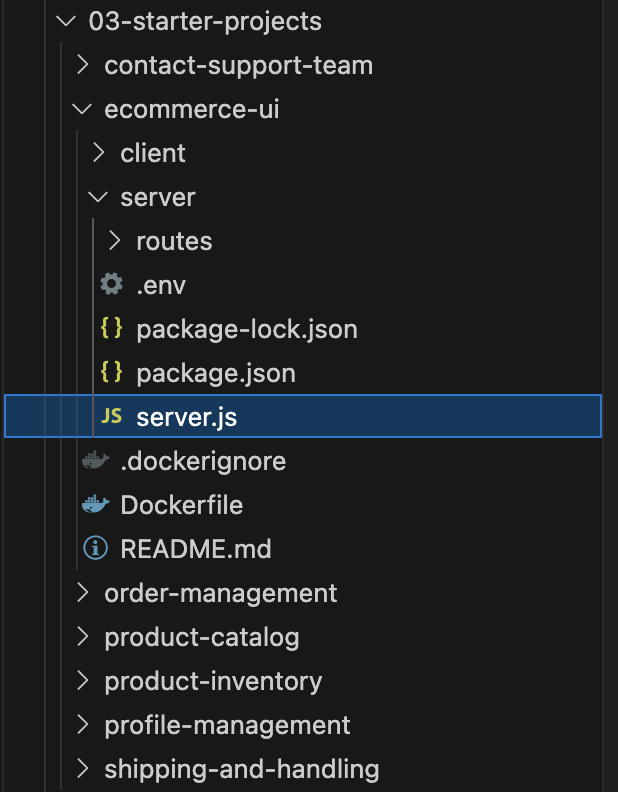 03-starter-projects
contact-support-team
ecommerce-ui
client
server
routes
.env
{} package-lock.json
{} package.json
JS server.js
.dockerignore
Dockerfile
README.md
order-management
product-catalog
product-inventory
profile-management
shipping-and-handling